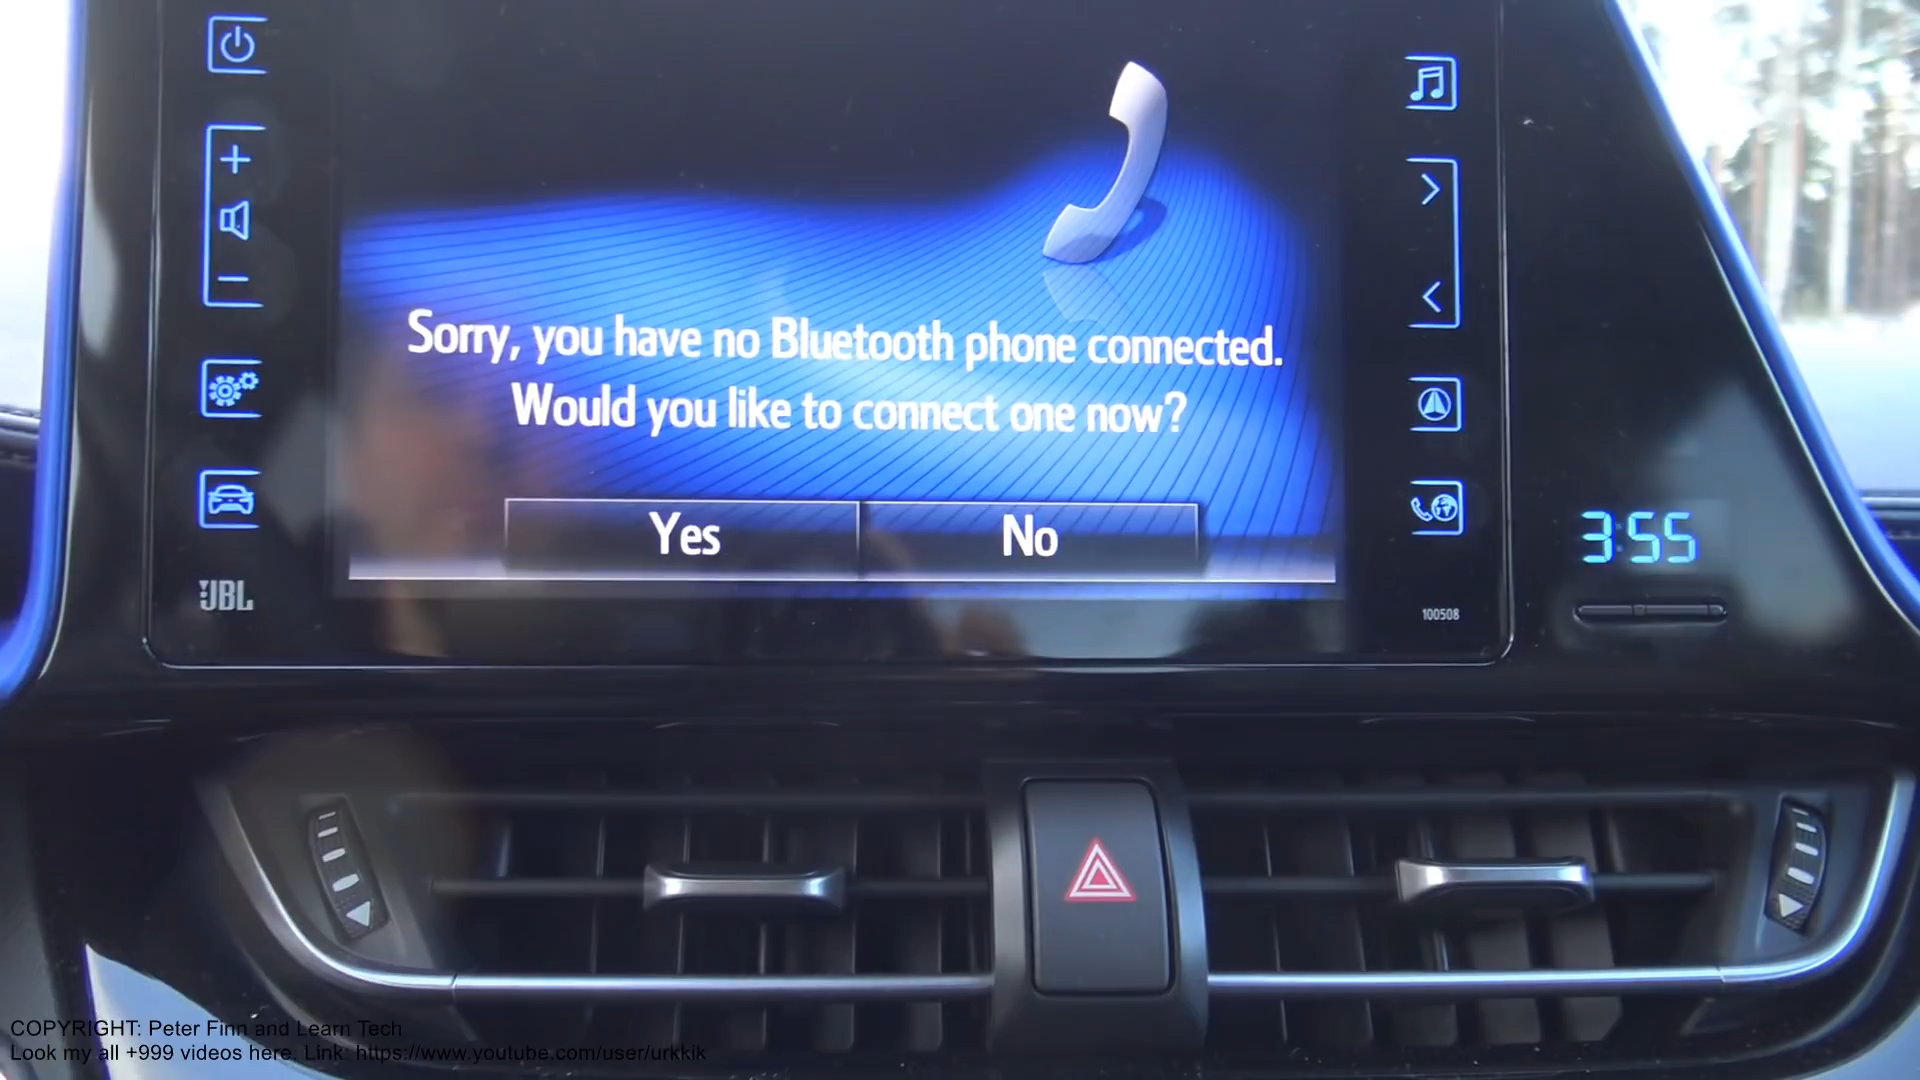 Sorry, you have no Bluetooth phone connected.
Would you like to connect one now?
Yes
No
JBL
100508
3:55
COPYRIGHT: Peter Finn and Learn Tech
Look my all +999 videos here. Link: https://www.youtube.com/user/urkkik